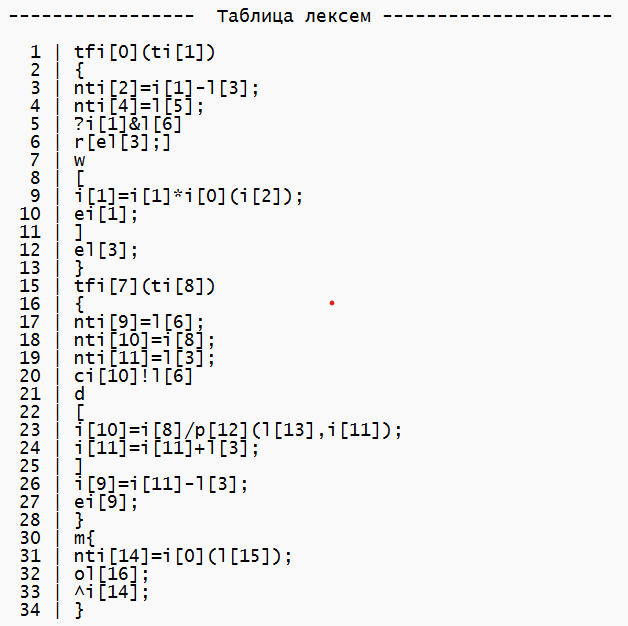 -----------------  Таблица лексем ---------------------
1 | tfi[0](ti[1])
2 | {
3 | nti[2]=i[1]-l[3];
4 | nti[4]=l[5];
5 | ?i[1]&l[6]
6 | r[el[3];]
7 | w
8 | [
9 | i[1]=i[1]*i[0](i[2]);
10 | ei[1];
11 | ]
12 | el[3];
13 | }
15 | tfi[7](ti[8])
16 | {
17 | nti[9]=l[6];
18 | nti[10]=i[8];
19 | nti[11]=l[3];
20 | ci[10]!l[6]
21 | d
22 | [
23 | i[10]=i[8]/p[12](l[13],i[11]);
24 | i[11]=i[11]+l[3];
25 | ]
26 | i[9]=i[11]-l[3];
27 | ei[9];
28 | }
30 | m{
31 | nti[14]=i[0](l[15]);
32 | ol[16];
33 | ^i[14];
34 | }